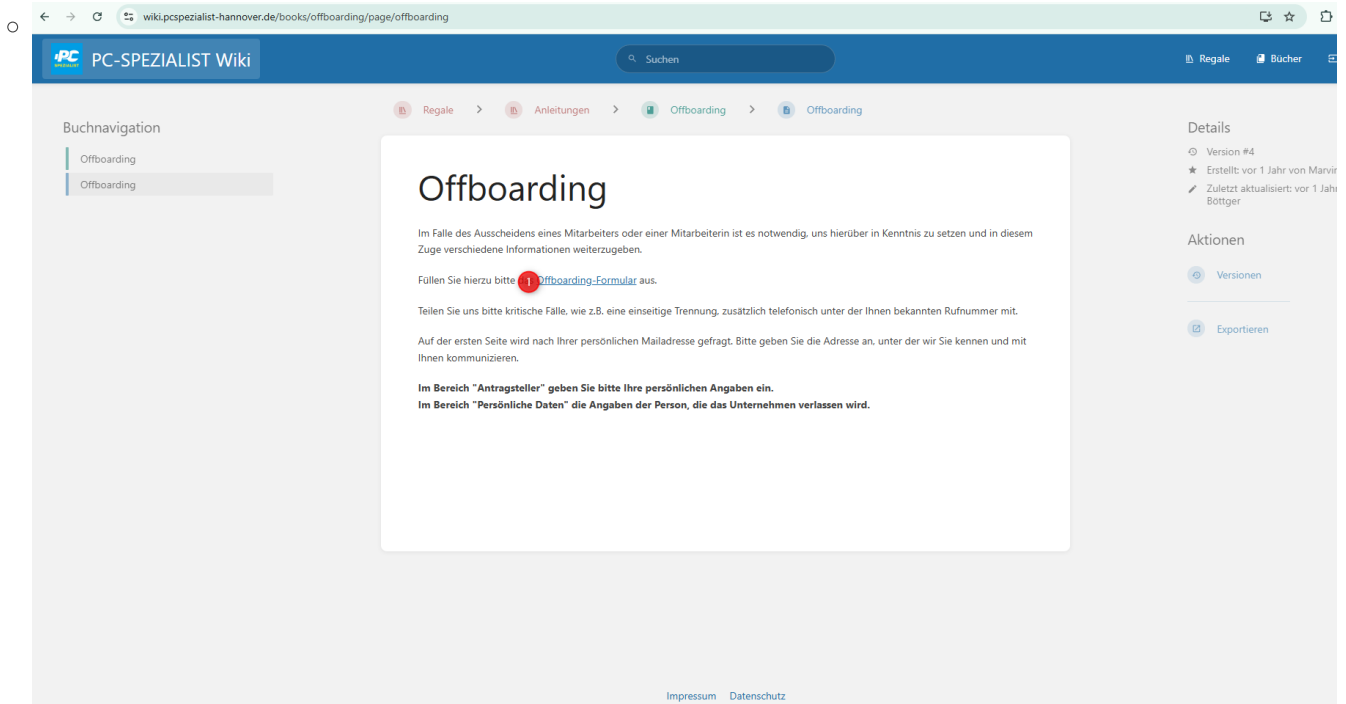 wiki.pcspezialist-hannover.de/books/offboarding/page/offboarding
PC SPEZIALIST
PC-SPEZIALIST Wiki
Suchen
Regale
Bücher
Regale > Anleitungen > Offboarding > Offboarding
Buchnavigation
Offboarding
Offboarding
Offboarding
Im Falle des Ausscheidens eines Mitarbeiters oder einer Mitarbeiterin ist es notwendig, uns hierüber in Kenntnis zu setzen und in diesem
Zuge verschiedene Informationen weiterzugeben.
Füllen Sie hierzu bitte 1 Offboarding-Formular aus.
Teilen Sie uns bitte kritische Fälle, wie z.B. eine einseitige Trennung, zusätzlich telefonisch unter der Ihnen bekannten Rufnummer mit.
Auf der ersten Seite wird nach Ihrer persönlichen Mailadresse gefragt. Bitte geben Sie die Adresse an, unter der wir Sie kennen und mit
Ihnen kommunizieren.
Im Bereich "Antragsteller" geben Sie bitte Ihre persönlichen Angaben ein.
Im Bereich "Persönliche Daten" die Angaben der Person, die das Unternehmen verlassen wird.
Details
Version #4
Erstellt: vor 1 Jahr von Marvin
Zuletzt aktualisiert: vor 1 Jahr
Böttger
Aktionen
Versionen
Exportieren
Impressum Datenschutz